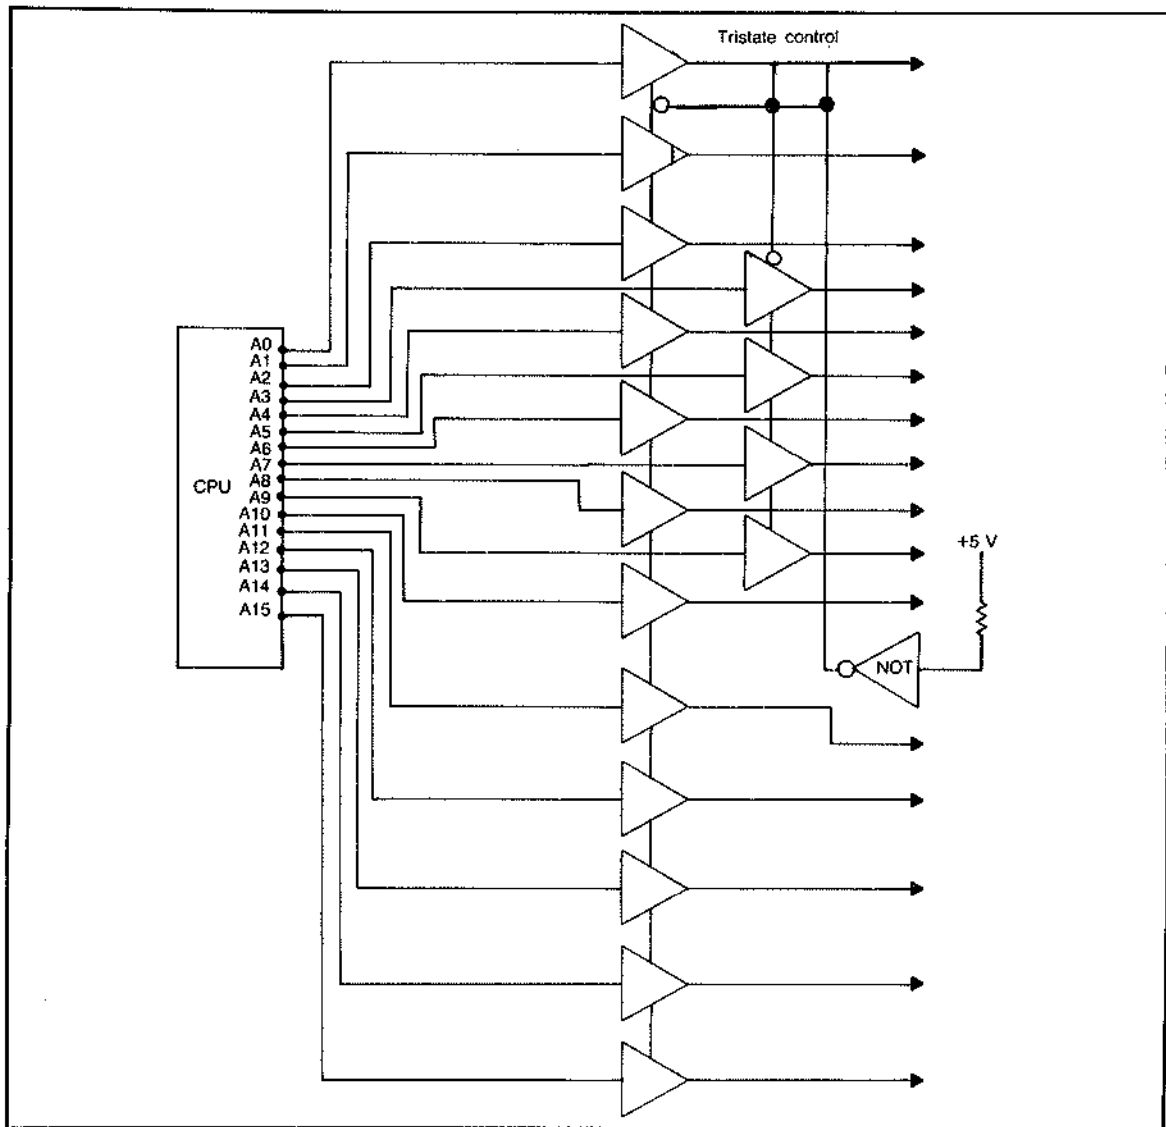 Tristate control
A0
A1
A2
A3
A4
A5
A6
A7
A8
CPU
A9
A10
A11
A12
A13
A14
A15
+5 V
NOT